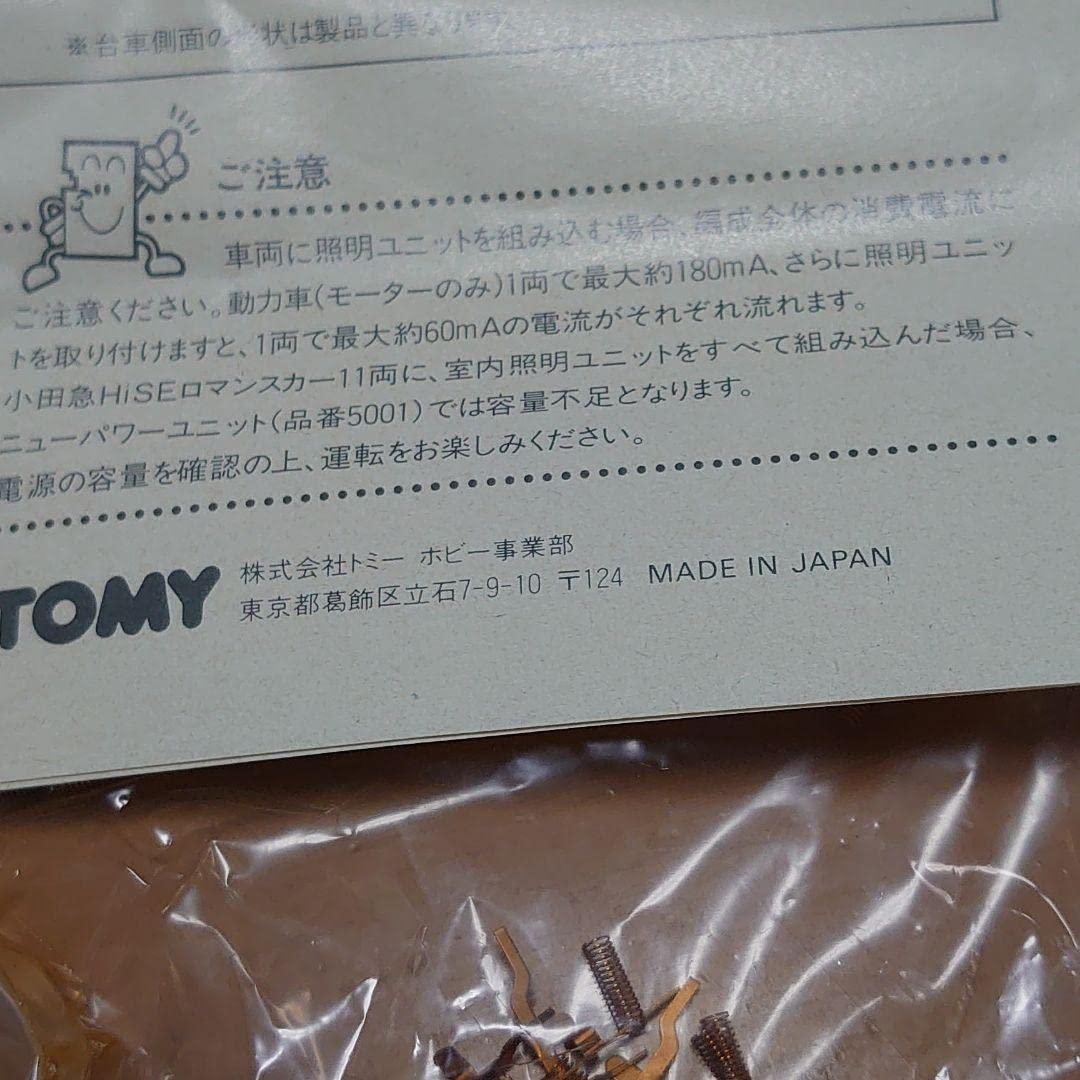 ※台車側面の形状は製品と異なります
ご注意
車両に照明ユニットを組み込む場合、編成全体の消費電流に
ご注意ください。動力車(モーターのみ)1両で最大約180mA、さらに照明ユニッ
トを取り付けますと、1両で最大約60mAの電流がそれぞれ流れます。
小田急HiSEロマンスカー11両に、室内照明ユニットをすべて組み込んだ場合、
ニューパワーユニット(品番5001)では容量不足となります。
電源の容量を確認の上、運転をお楽しみください。
TOMY
株式会社トミー ホビー事業部
東京都葛飾区立石7-9-10 〒124 MADE IN JAPAN